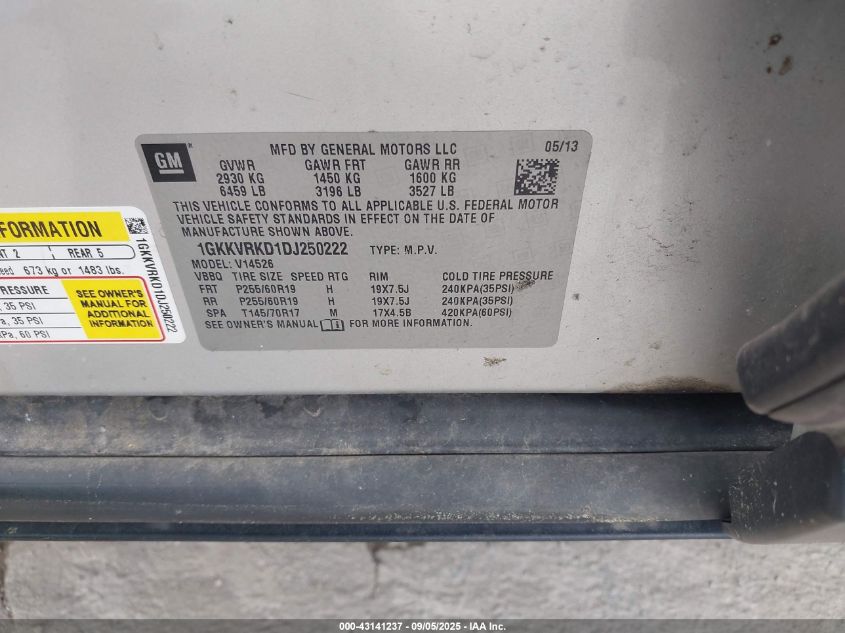 GM
MFD BY GENERAL MOTORS LLC 05/13
GVWR GAWR FRT GAWR RR
2930 KG 1450 KG 1600 KG
6459 LB 3196 LB 3527 LB
THIS VEHICLE CONFORMS TO ALL APPLICABLE U.S. FEDERAL MOTOR
VEHICLE SAFETY STANDARDS IN EFFECT ON THE DATE OF
MANUFACTURE SHOWN ABOVE.
1GKKVRKD1DJ250222 TYPE: M.P.V.
MODEL: V14526
VBBQ TIRE SIZE SPEED RTG RIM COLD TIRE PRESSURE
FRT P255/60R19 H 19X7.5J 240KPA(35PSI)
RR P255/60R19 H 19X7.5J 240KPA(35PSI)
SPA T145/70R17 M 17X4.5B 420KPA(60PSI)
SEE OWNER'S MANUAL FOR MORE INFORMATION
2 REAR 5
673 kg or 1483 lbs.
35 PSI
35 PSI
60 PSI
SEE OWNER'S
MANUAL FOR
ADDITIONAL
INFORMATION
1GKKVRKD1DJ250222
000-43141237 - 09/05/2025 - IAA Inc.